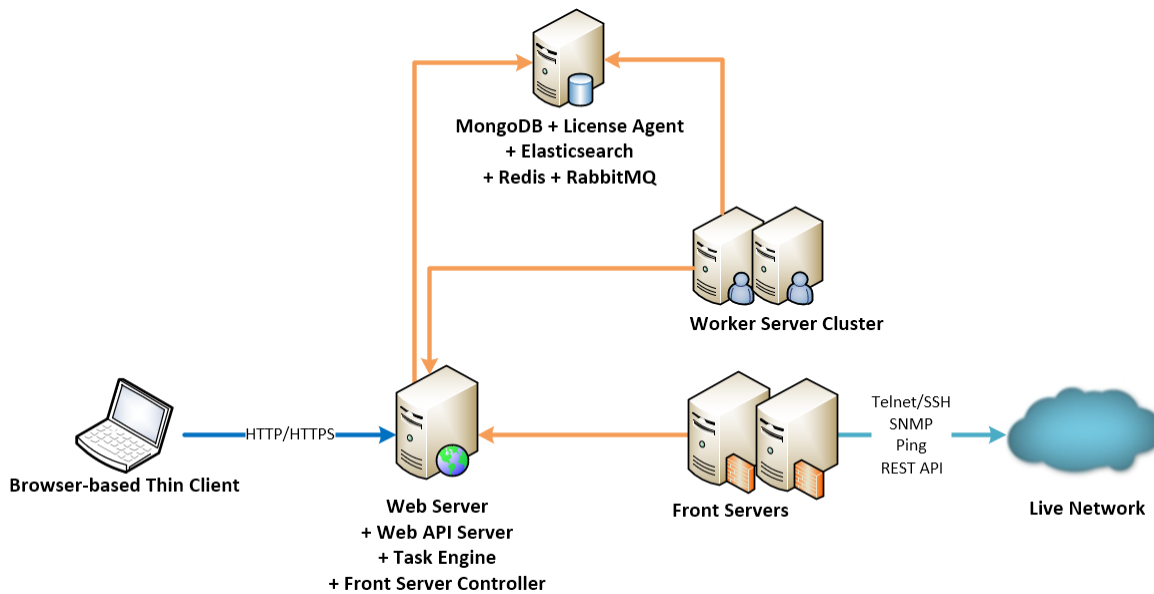 MongoDB + License Agent
+ Elasticsearch
+ Redis + RabbitMQ
Worker Server Cluster
HTTP/HTTPS
Browser-based Thin Client
Web Server
+ Web API Server
+ Task Engine
+ Front Server Controller
Front Servers
Telnet/SSH
SNMP
Ping
REST API
Live Network